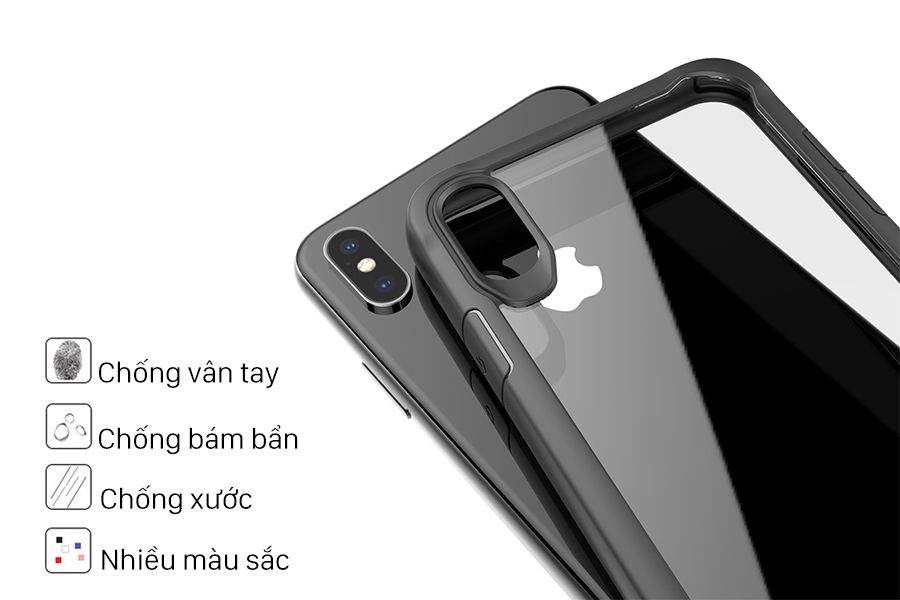 Chống vân tay
Chống bám bẩn
Chống xước
Nhiều màu sắc